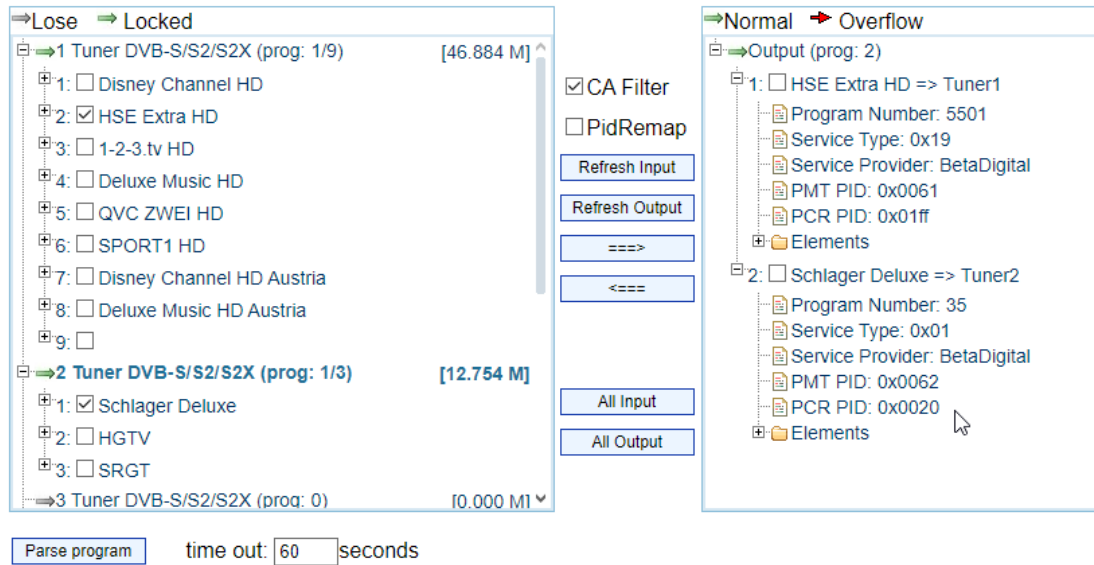 Lose Locked
1 Tuner DVB-S/S2/S2X (prog: 1/9) [46.884 M]
1: Disney Channel HD
2: HSE Extra HD
3: 1-2-3.tv HD
4: Deluxe Music HD
5: QVC ZWEI HD
6: SPORT1 HD
7: Disney Channel HD Austria
8: Deluxe Music HD Austria
9:
2 Tuner DVB-S/S2/S2X (prog: 1/3) [12.754 M]
1: Schlager Deluxe
2: HGTV
3: SRGT
3 Tuner DVB-S/S2/S2X (prog: 0) [0.000 M]
CA Filter
PidRemap
Refresh Input
Refresh Output
===>
<===
All Input
All Output
Normal Overflow
Output (prog: 2)
1: HSE Extra HD => Tuner1
Program Number: 5501
Service Type: 0x19
Service Provider: BetaDigital
PMT PID: 0x0061
PCR PID: 0x01ff
Elements
2: Schlager Deluxe => Tuner2
Program Number: 35
Service Type: 0x01
Service Provider: BetaDigital
PMT PID: 0x0062
PCR PID: 0x0020
Elements
Parse program time out: 60 seconds